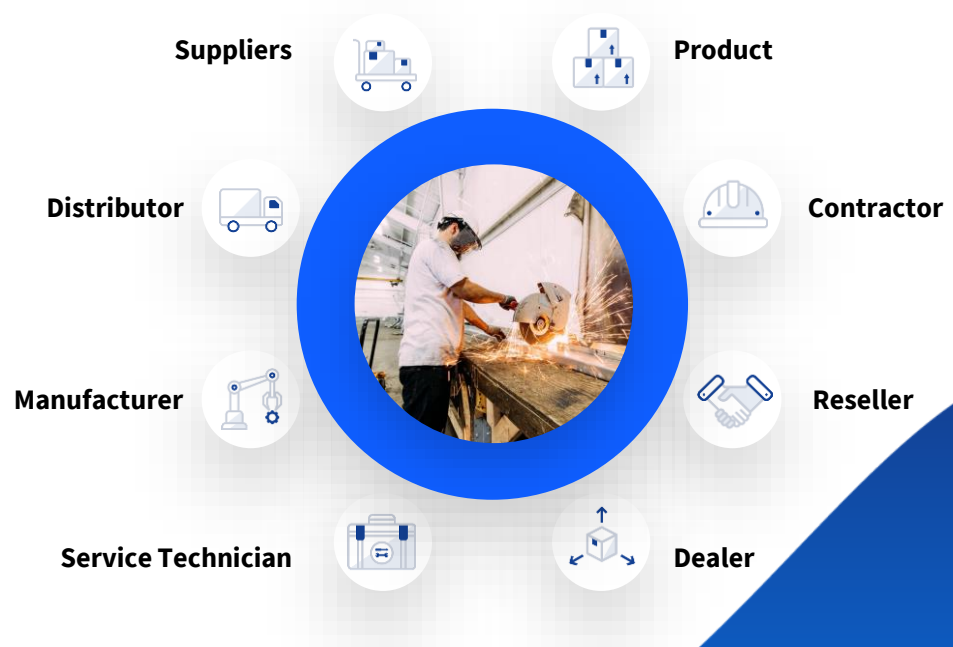 Suppliers
Product
Distributor
Contractor
Manufacturer
Reseller
Service Technician
Dealer